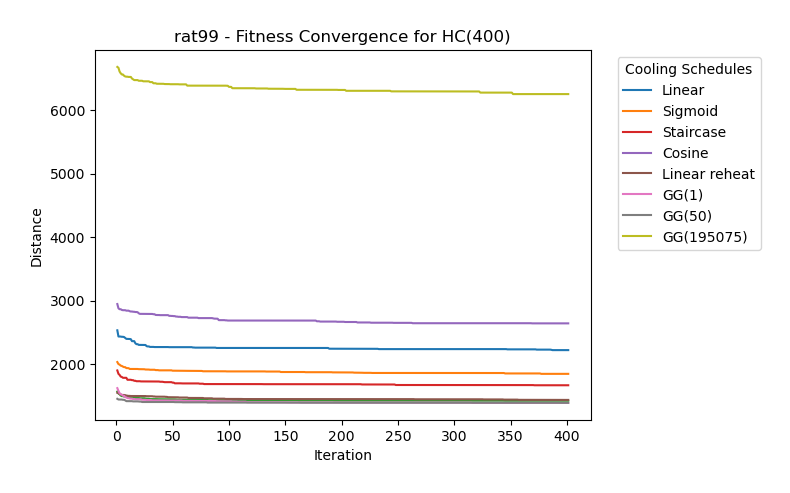 rat99 - Fitness Convergence for HC(400)
Distance
6000
5000
4000
3000
2000
0
50
100
150
200
250
300
350
400
Iteration
Cooling Schedules
Linear
Sigmoid
Staircase
Cosine
Linear reheat
GG(1)
GG(50)
GG(195075)